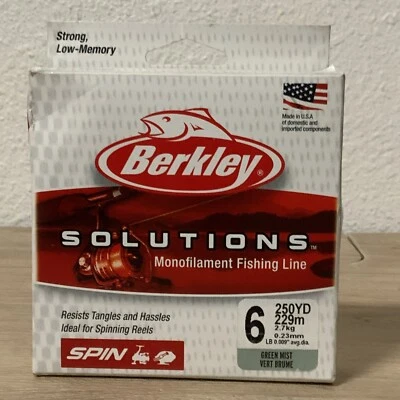 Strong,
Low-Memory
Made in U.S.A
of domestic and
imported components
Berkley®
SOLUTIONS™
Monofilament Fishing Line
Resists Tangles and Hassles
Ideal for Spinning Reels
SPIN
6
250YD
229m
2.7kg
0.23mm
LB 0.009" avg.dia.
GREEN MIST
VERT BRUME